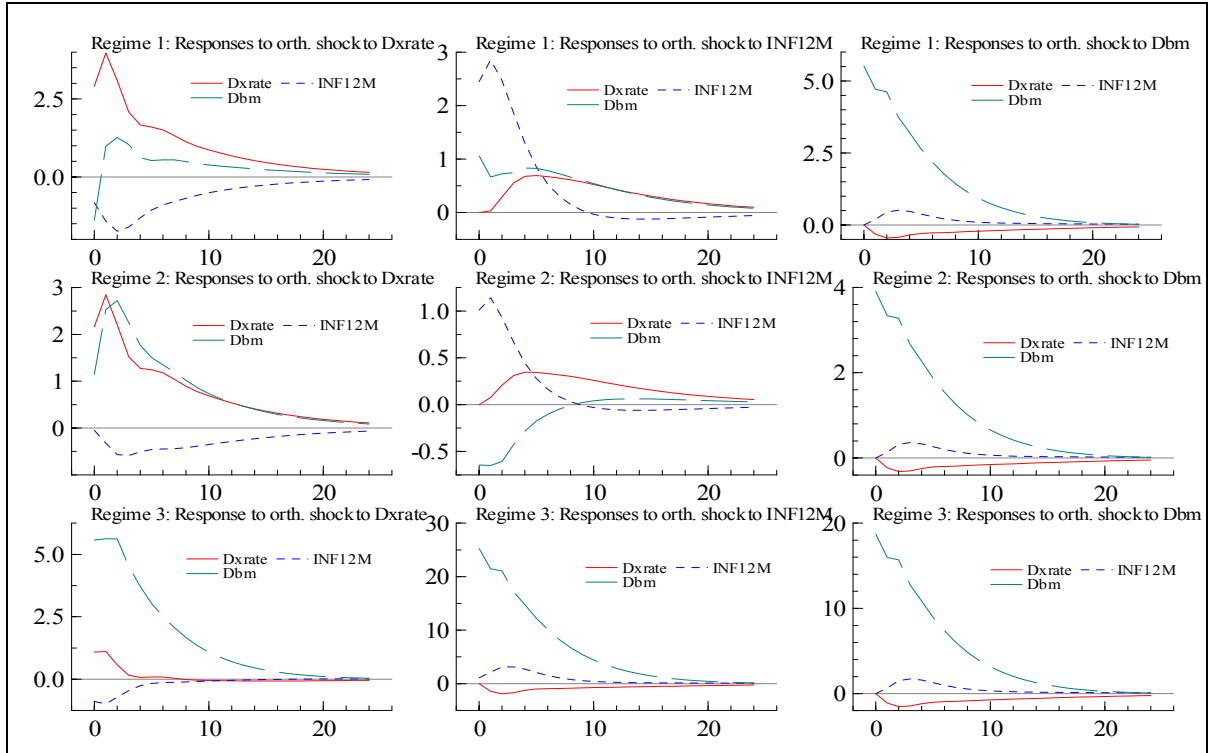 Regime 1: Responses to orth. shock to Dxrate
Dxrate INF12M
Dbm
2.5
0.0
0 10 20
Regime 1: Responses to orth. shock to INF12M
3
Dxrate INF12M
Dbm
2
1
0
0 10 20
Regime 1: Responses to orth. shock to Dbm
5.0
Dxrate INF12M
Dbm
2.5
0.0
0 10 20
Regime 2: Responses to orth. shock to Dxrate
3
Dxrate INF12M
Dbm
2
1
0
0 10 20
Regime 2: Responses to orth. shock to INF12M
1.0
Dxrate INF12M
Dbm
0.5
0.0
-0.5
0 10 20
Regime 2: Responses to orth. shock to Dbm
4
Dxrate INF12M
Dbm
2
0
0 10 20
Regime 3: Response to orth. shock to Dxrate
5.0
Dxrate INF12M
Dbm
2.5
0.0
0 10 20
Regime 3: Responses to orth. shock to INF12M
30
Dxrate INF12M
Dbm
20
10
0
0 10 20
Regime 3: Responses to orth. shock to Dbm
20
Dxrate INF12M
Dbm
10
0
0 10 20